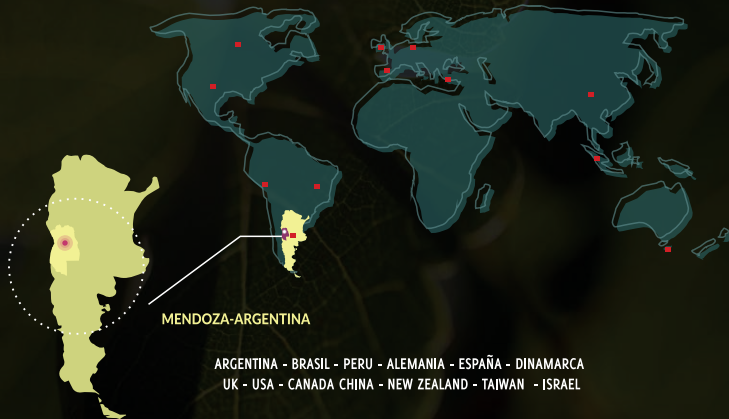 MENDOZA-ARGENTINA
ARGENTINA - BRASIL - PERU - ALEMANIA - ESPAÑA - DINAMARCA
UK - USA - CANADA CHINA - NEW ZEALAND - TAIWAN - ISRAEL